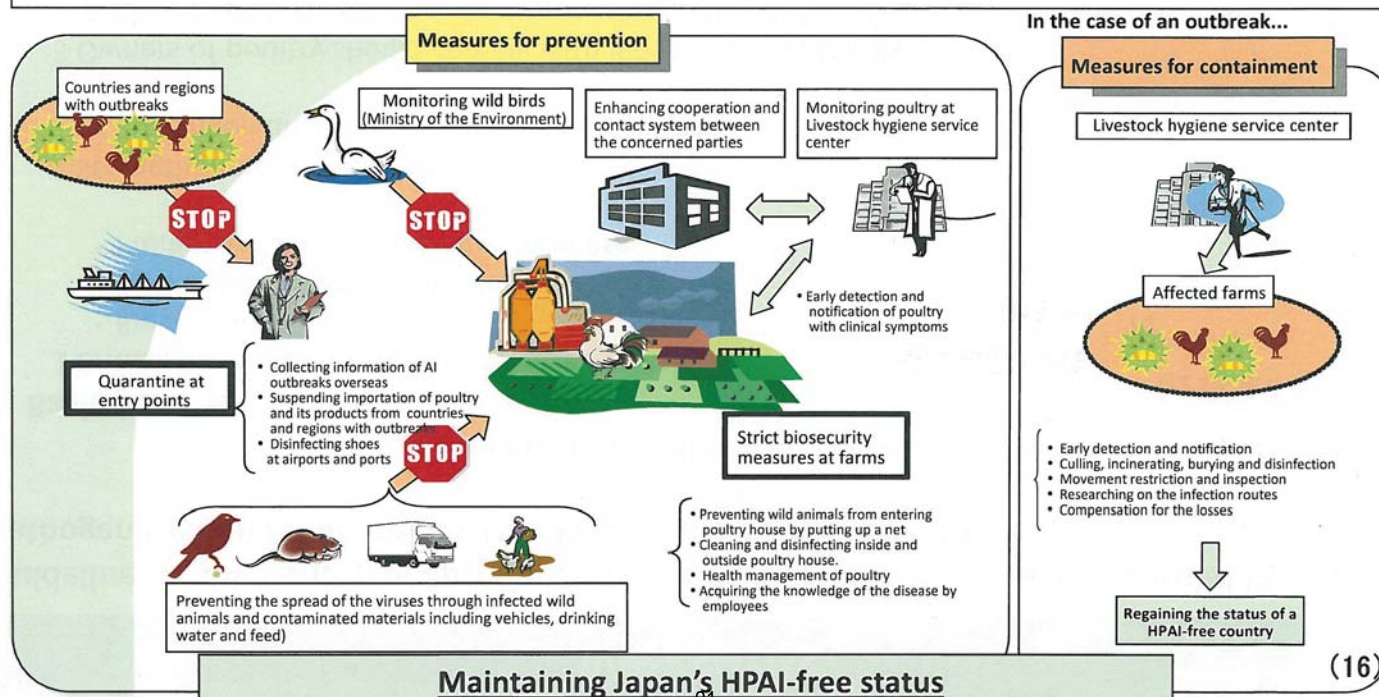 Measures for prevention
Countries and regions
with outbreaks
STOP
Monitoring wild birds
(Ministry of the Environment)
STOP
Enhancing cooperation and
contact system between
the concerned parties
Monitoring poultry at
Livestock hygiene service
center
• Early detection and
notification of poultry
with clinical symptoms
Quarantine at
entry points
• Collecting information of AI
outbreaks overseas
• Suspending importation of poultry
and its products from countries
and regions with outbreaks
• Disinfecting shoes
at airports and ports
STOP
Strict biosecurity
measures at farms
• Preventing wild animals from entering
poultry house by putting up a net
• Cleaning and disinfecting inside and
outside poultry house.
• Health management of poultry
• Acquiring the knowledge of the disease by
employees
Preventing the spread of the viruses through infected wild
animals and contaminated materials including vehicles, drinking
water and feed)
In the case of an outbreak...
Measures for containment
Livestock hygiene service center
Affected farms
• Early detection and notification
• Culling, incinerating, burying and disinfection
• Movement restriction and inspection
• Researching on the infection routes
• Compensation for the losses
Regaining the status of a
HPAI-free country
(16)
Maintaining Japan's HPAI-free status